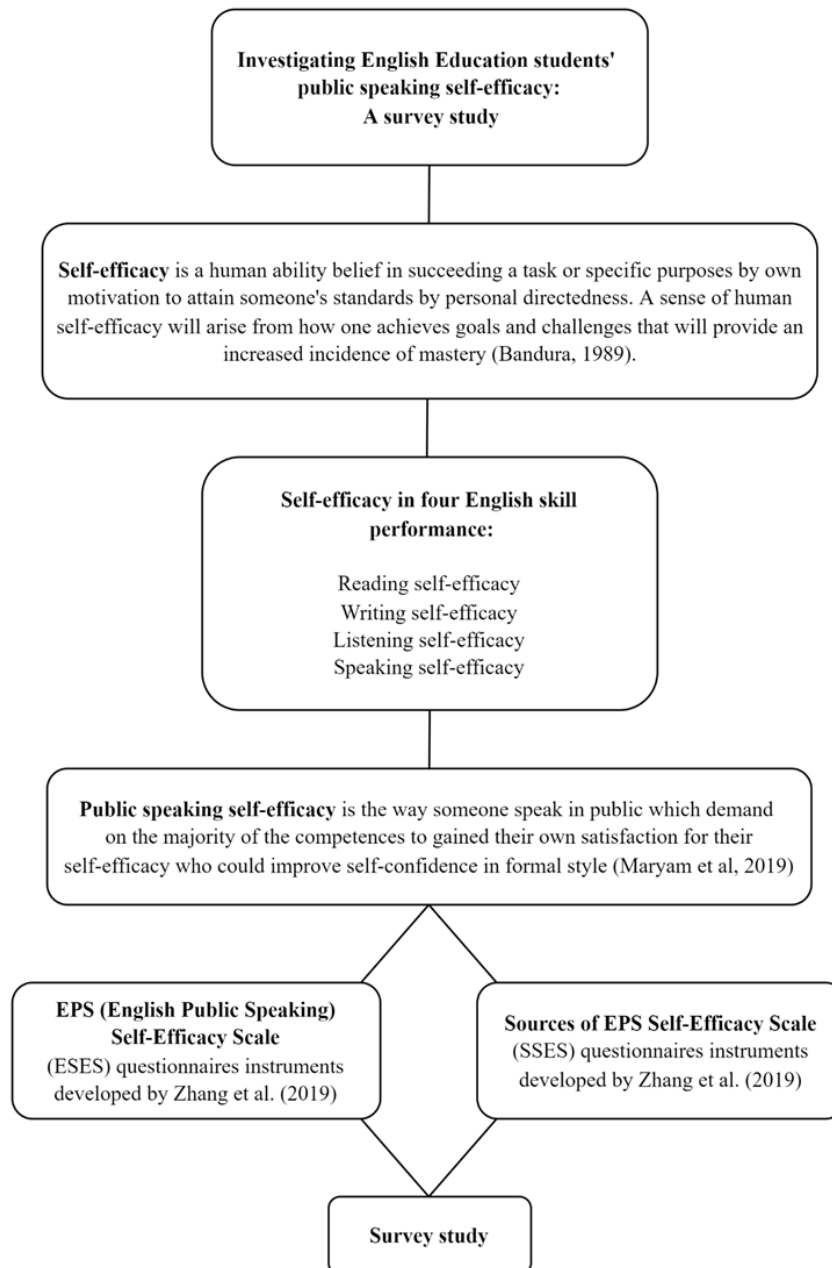 Investigating English Education students'
public speaking self-efficacy:
A survey study
Self-efficacy is a human ability belief in succeeding a task or specific purposes by own
motivation to attain someone's standards by personal directedness. A sense of human
self-efficacy will arise from how one achieves goals and challenges that will provide an
increased incidence of mastery (Bandura, 1989).
Self-efficacy in four English skill
performance:
Reading self-efficacy
Writing self-efficacy
Listening self-efficacy
Speaking self-efficacy
Public speaking self-efficacy is the way someone speak in public which demand
on the majority of the competences to gained their own satisfaction for their
self-efficacy who could improve self-confidence in formal style (Maryam et al, 2019)
EPS (English Public Speaking)
Self-Efficacy Scale
(ESES) questionnaires instruments
developed by Zhang et al. (2019)
Sources of EPS Self-Efficacy Scale
(SSES) questionnaires instruments
developed by Zhang et al. (2019)
Survey study